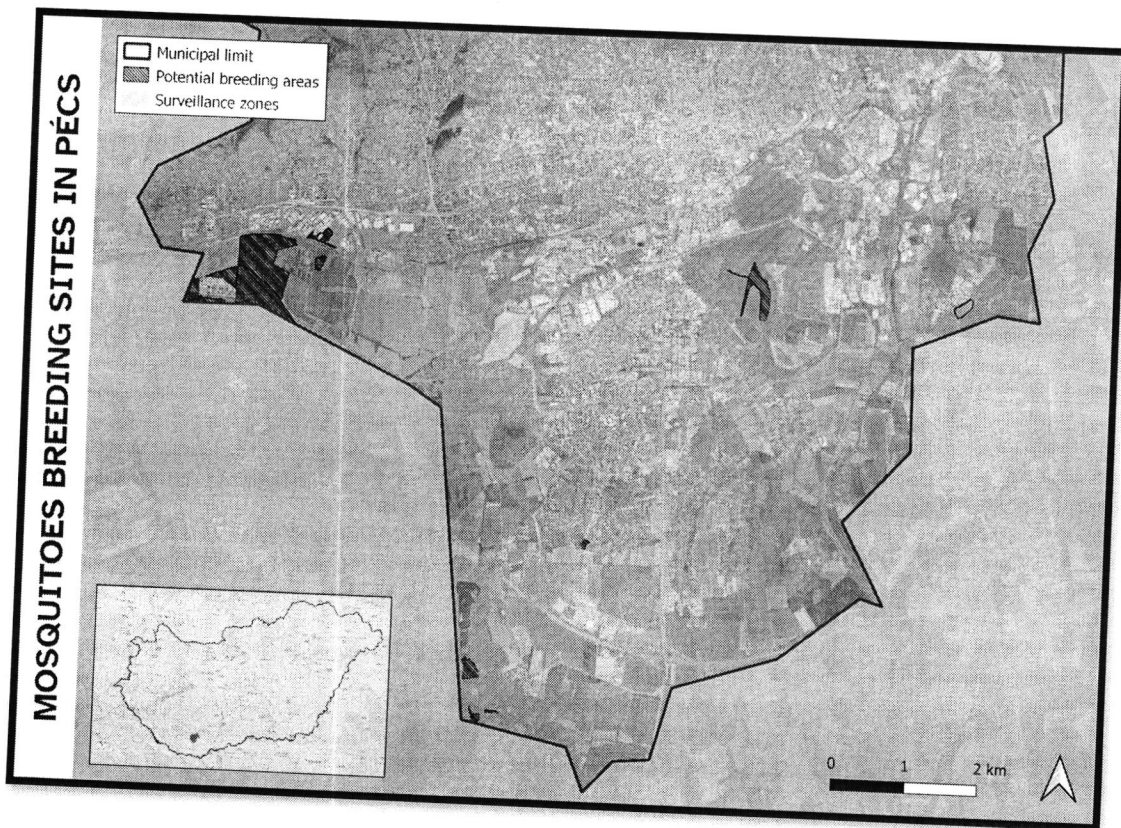 MOSQUITOES BREEDING SITES IN PÉCS
Municipal limit
Potential breeding areas
Surveillance zones
0 1 2 km